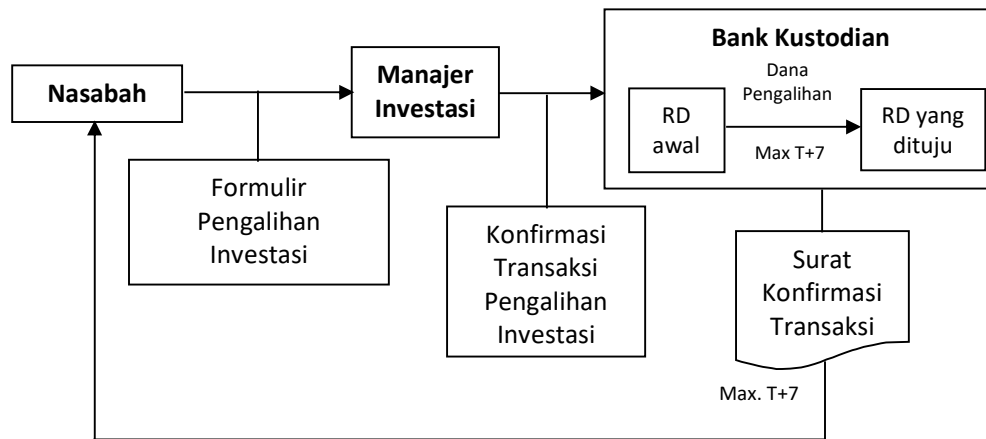 Nasabah
Formulir
Pengalihan
Investasi
Manajer
Investasi
Konfirmasi
Transaksi
Pengalihan
Investasi
Bank Kustodian
RD
awal
Dana
Pengalihan
Max T+7
RD yang
dituju
Surat
Konfirmasi
Transaksi
Max. T+7